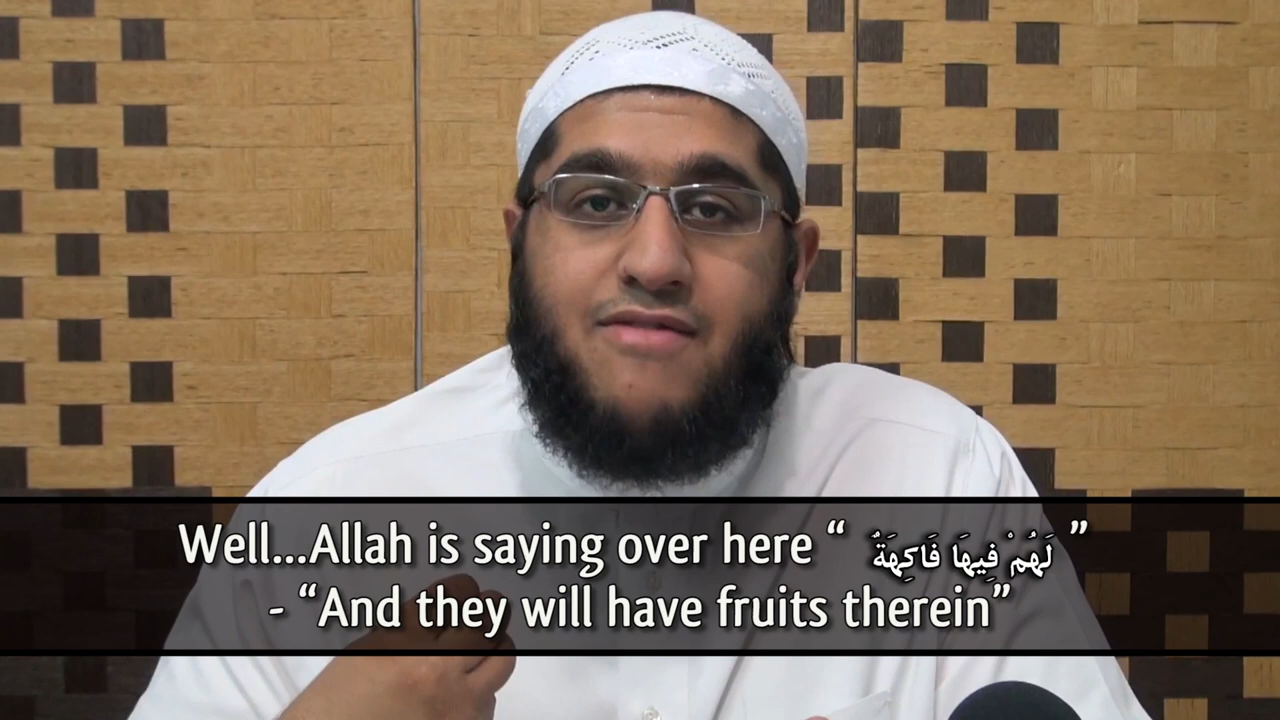 Well...Allah is saying over here “ لَهُمْ فِيهَا فَاكِهَةٌ ”
- “And they will have fruits therein”